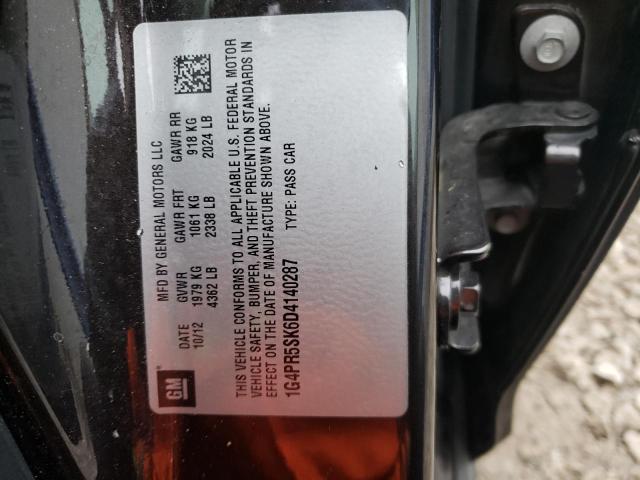 MFD BY GENERAL MOTORS LLC
DATE GVWR GAWR FRT GAWR RR
10/12 1979 KG 1061 KG 918 KG
4362 LB 2338 LB 2024 LB
THIS VEHICLE CONFORMS TO ALL APPLICABLE U.S. FEDERAL MOTOR
VEHICLE SAFETY, BUMPER, AND THEFT PREVENTION STANDARDS IN
EFFECT ON THE DATE OF MANUFACTURE SHOWN ABOVE.
1G4PR5SK6D4140287 TYPE: PASS CAR
GM®